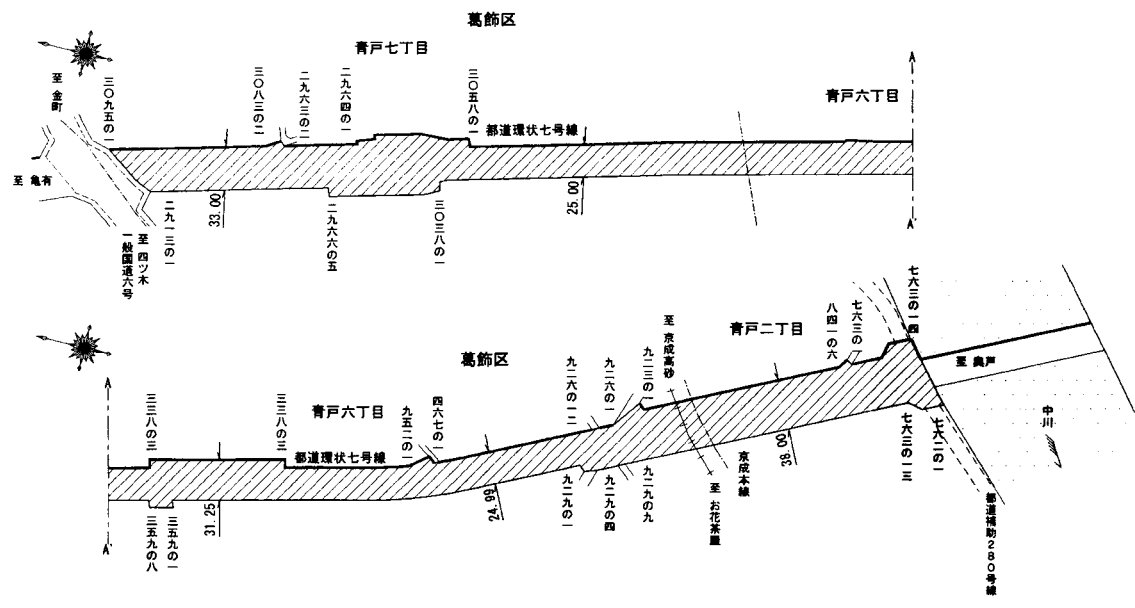 葛飾区
青戸七丁目
青戸六丁目
至 金町
三〇九五の一
三〇八三の二
二九六三の二
二九六四の一
三〇五八の一
都道環状七号線
A
至 亀有
33.00
25.00
二九一三の一
至 四ツ木
一般国道六号
二九六六の五
三〇三八の一
A'
葛飾区
青戸六丁目
青戸二丁目
A
三三八の三
三三八の三
九五二の一
四六七の一
九二六の一二
九二六の一
九二三の一
至 京成高砂
八四一の六
七六三の一
七六三の一四
至 奥戸
中川
都道環状七号線
31.25
24.99
38.00
A'
三五九の八
三五九の一
九二九の一
九二九の四
九二九の九
至 お花茶屋
京成本線
七六三の一三
七六二の一
都道補助280号線